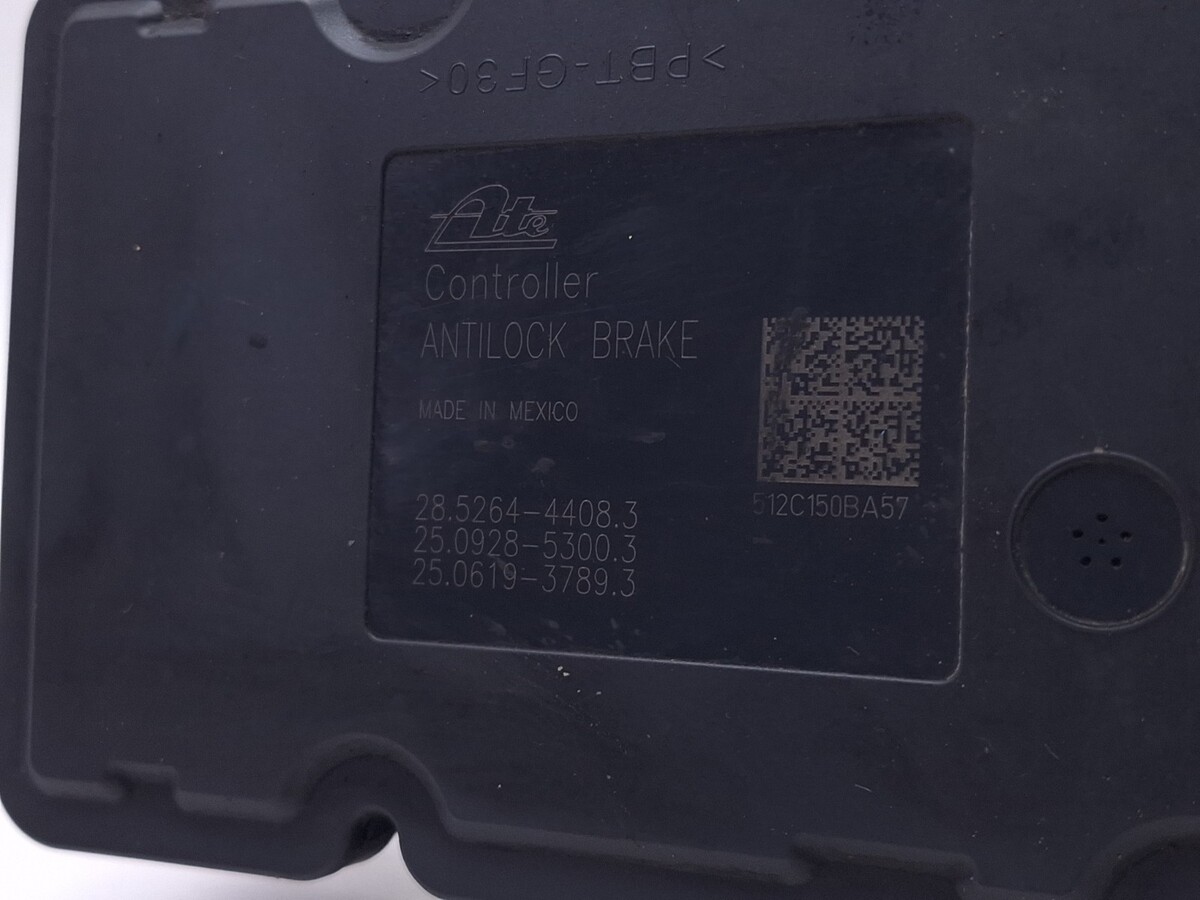 >PBT-GF30<
Ate
Controller
ANTILOCK BRAKE
MADE IN MEXICO
28.5264-4408.3
25.0928-5300.3
25.0619-3789.3
512C150BA57